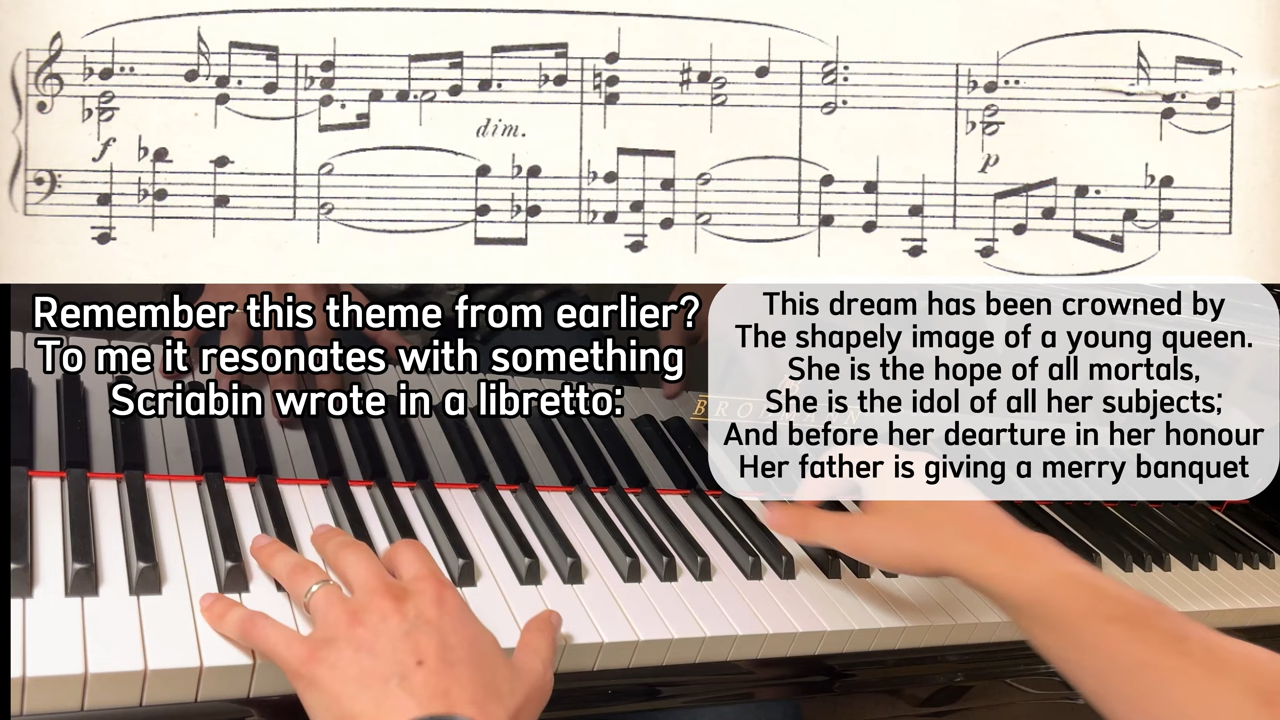 f
dim.
p
Remember this theme from earlier?
To me it resonates with something
Scriabin wrote in a libretto:
This dream has been crowned by
The shapely image of a young queen.
She is the hope of all mortals,
She is the idol of all her subjects;
And before her dearture in her honour
Her father is giving a merry banquet